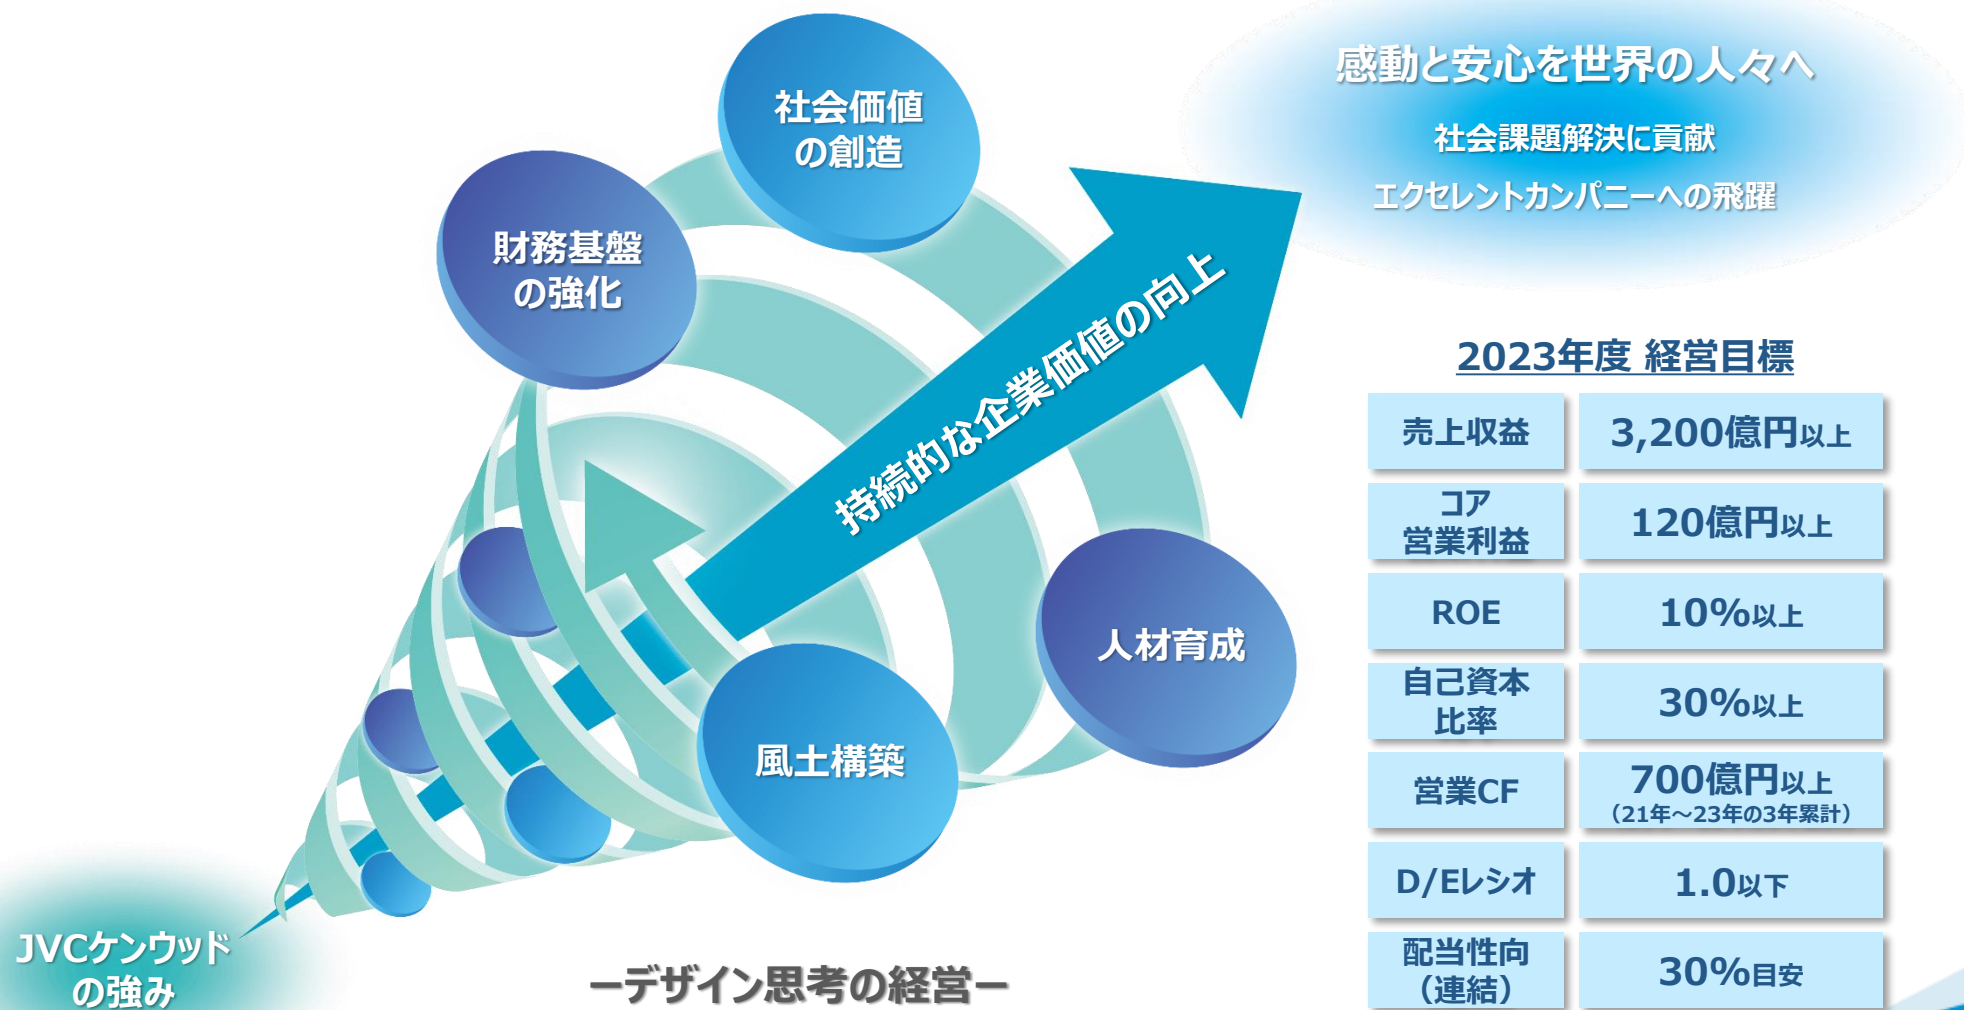 感動と安心を世界の人々へ
社会課題解決に貢献
エクセレントカンパニーへの飛躍
社会価値
の創造
財務基盤
の強化
持続的な企業価値の向上
人材育成
風土構築
JVCケンウッド
の強み
ーデザイン思考の経営ー
2023年度 経営目標
売上収益
3,200億円以上
コア
営業利益
120億円以上
ROE
10%以上
自己資本
比率
30%以上
営業CF
700億円以上
（21年～23年の3年累計）
D/Eレシオ
1.0以下
配当性向
（連結）
30%目安